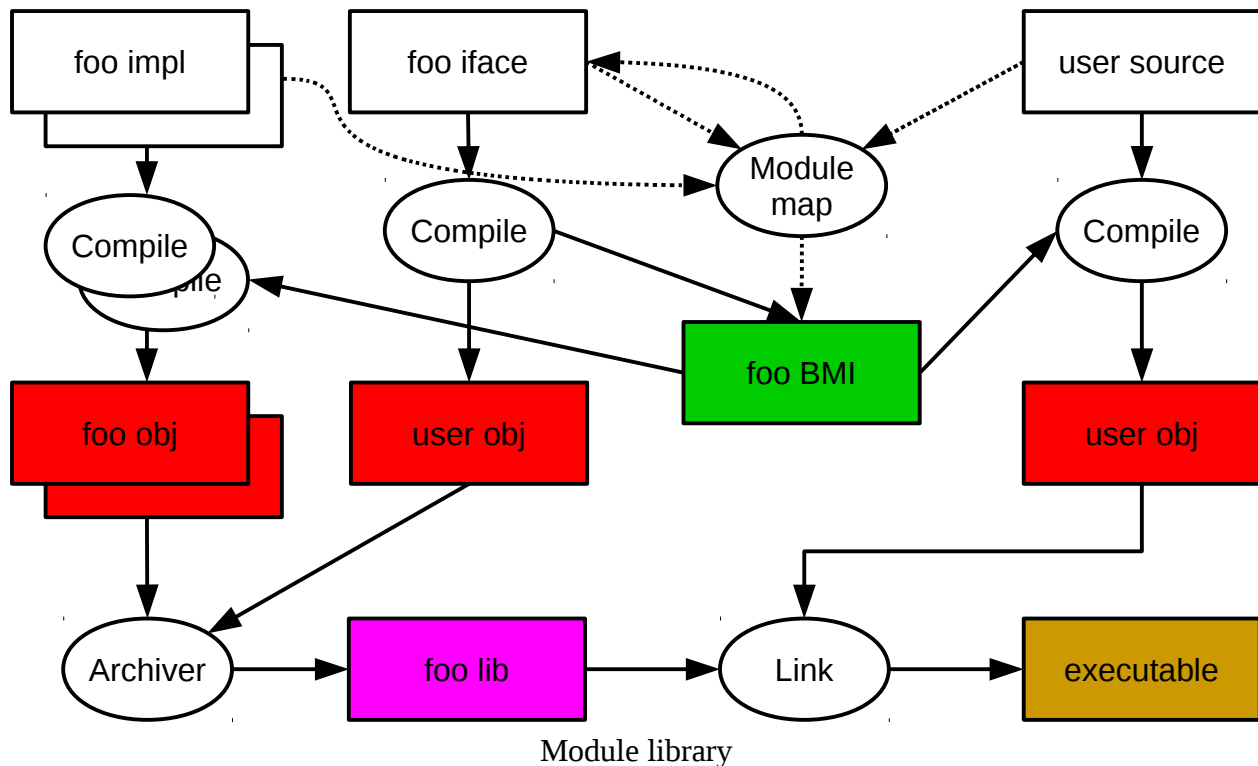 foo impl
foo iface
user source
Module
map
Compile
Compile
Compile
foo BMI
foo obj
user obj
user obj
Archiver
foo lib
Link
executable
Module library